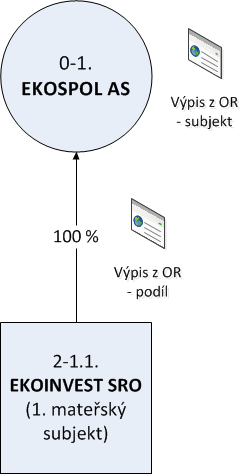 0-1.
EKOSPOL AS
Výpis z OR
- subjekt
100 %
Výpis z OR
- podíl
2-1.1.
EKOINVEST SRO
(1. mateřský
subjekt)